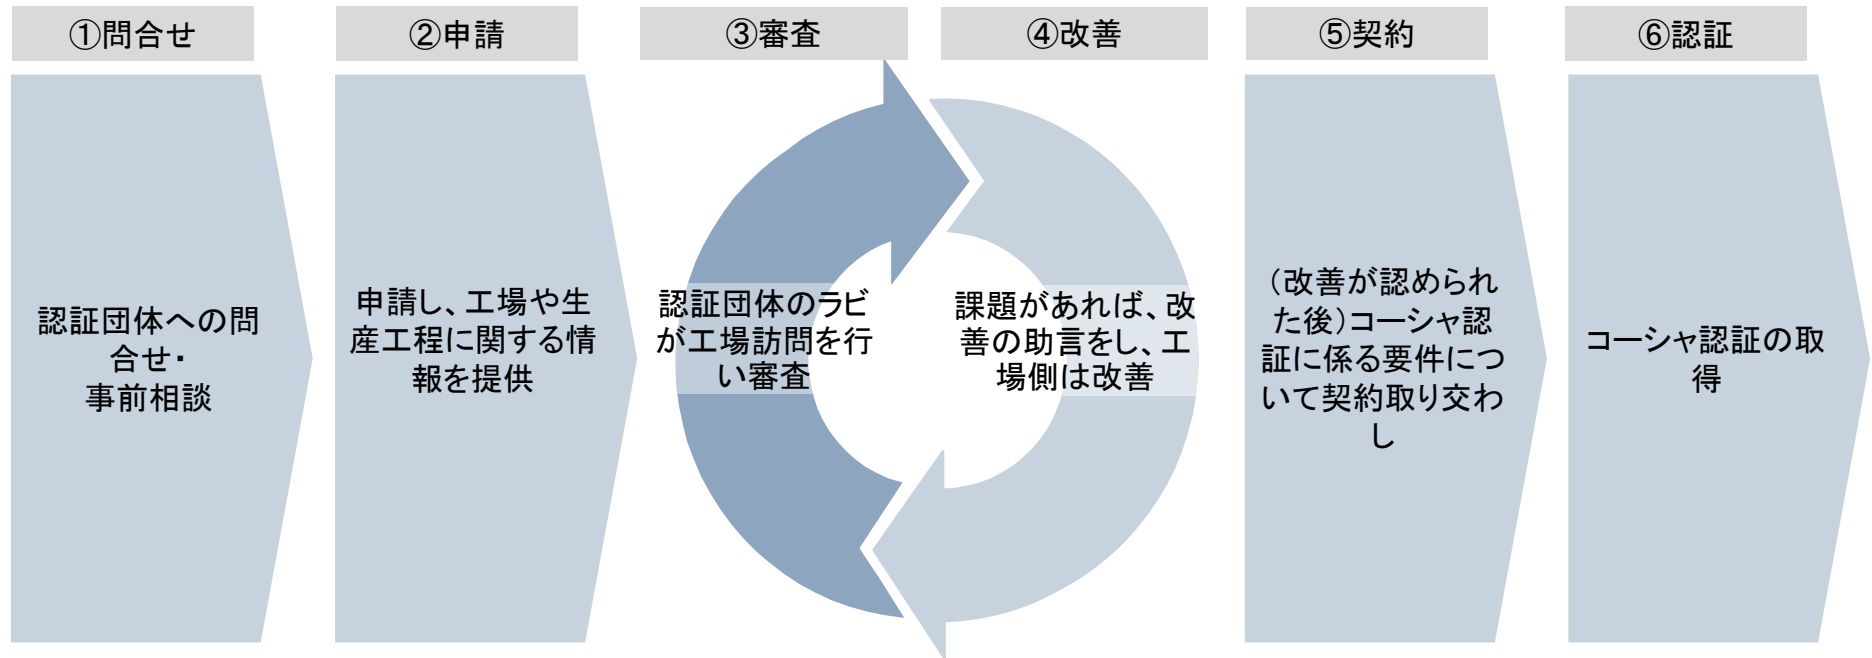 ①問合せ
②申請
③審査
④改善
⑤契約
⑥認証
認証団体への問
合せ・
事前相談
申請し、工場や生
産工程に関する情
報を提供
認証団体のラビ
が工場訪問を行
い審査
課題があれば、改
善の助言をし、工
場側は改善
（改善が認められ
た後）コーシャ認
証に係る要件につ
いて契約取り交わ
し
コーシャ認証の取
得